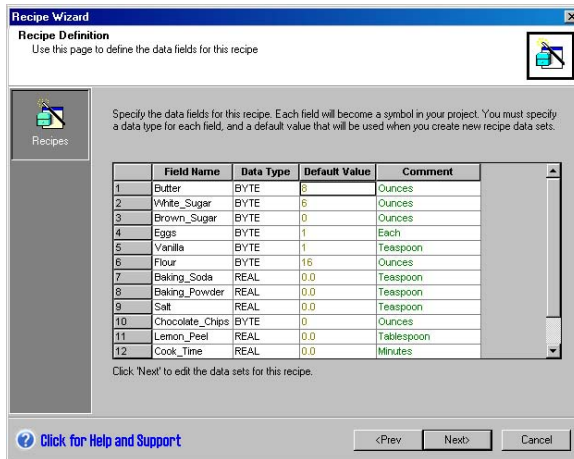 Recipe Wizard
Recipe Definition
Use this page to define the data fields for this recipe
Recipes
Specify the data fields for this recipe. Each field will become a symbol in your project. You must specify
a data type for each field, and a default value that will be used when you create new recipe data sets.
Field Name Data Type Default Value Comment
1 Butter BYTE 8 Ounces
2 White_Sugar BYTE 6 Ounces
3 Brown_Sugar BYTE 0 Ounces
4 Eggs BYTE 1 Each
5 Vanilla BYTE 1 Teaspoon
6 Flour BYTE 16 Ounces
7 Baking_Soda REAL 0.0 Teaspoon
8 Baking_Powder REAL 0.0 Teaspoon
9 Salt REAL 0.0 Teaspoon
10 Chocolate_Chips BYTE 0 Ounces
11 Lemon_Peel REAL 0.0 Tablespoon
12 Cook_Time REAL 0.0 Minutes
Click 'Next' to edit the data sets for this recipe.
Click for Help and Support <Prev Next> Cancel